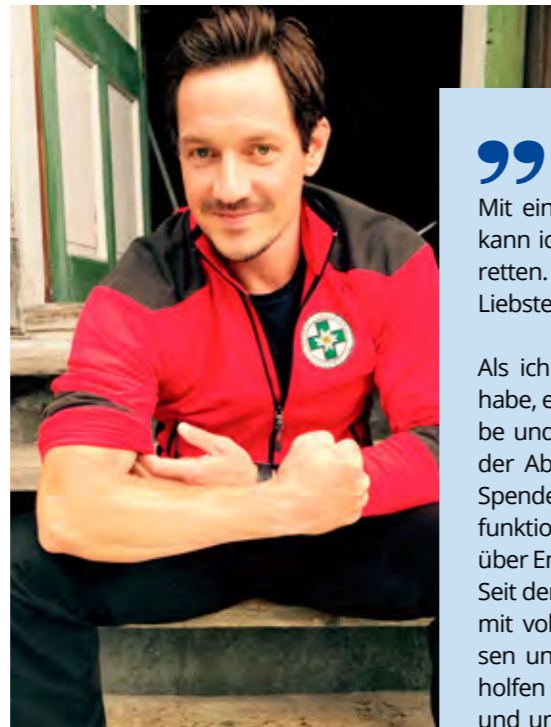 ”
Mit ein
kann ic
retten.
Liebste
Als ich
habe, e
be und
der Ab
Spende
funktio
über Er
Seit der
mit vol
sen un
holfen
und ur